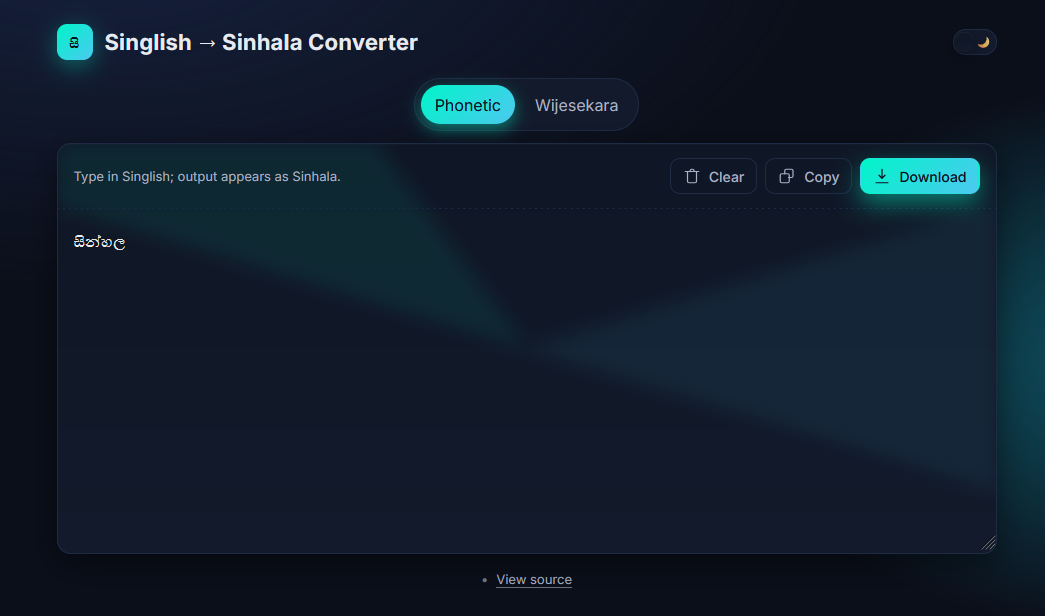 සි Singlish → Sinhala Converter
Phonetic Wijesekara
Type in Singlish; output appears as Sinhala. Clear Copy Download
සින්හල
• View source